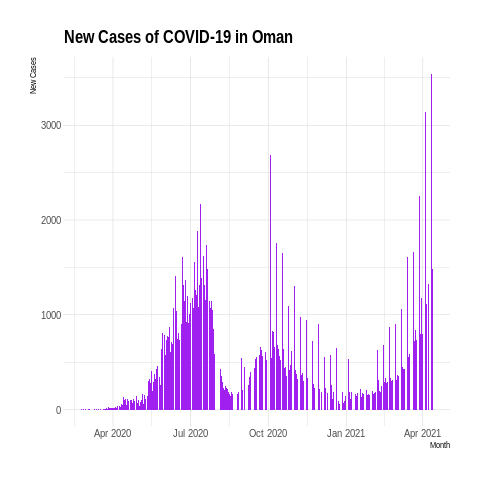 New Cases of COVID-19 in Oman
New Cases
3000
2000
1000
0
Apr 2020
Jul 2020
Oct 2020
Jan 2021
Apr 2021
Month